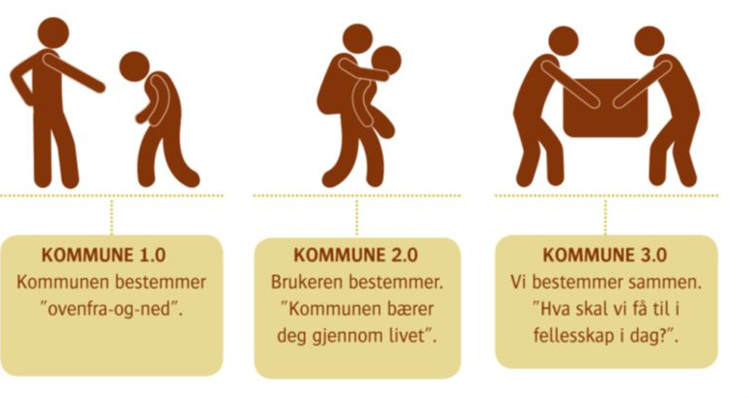 KOMMUNE 1.0
Kommunen bestemmer
”ovenfra-og-ned”.
KOMMUNE 2.0
Brukeren bestemmer.
”Kommunen bærer
deg gjennom livet”.
KOMMUNE 3.0
Vi bestemmer sammen.
”Hva skal vi få til i
fellesskap i dag?”.